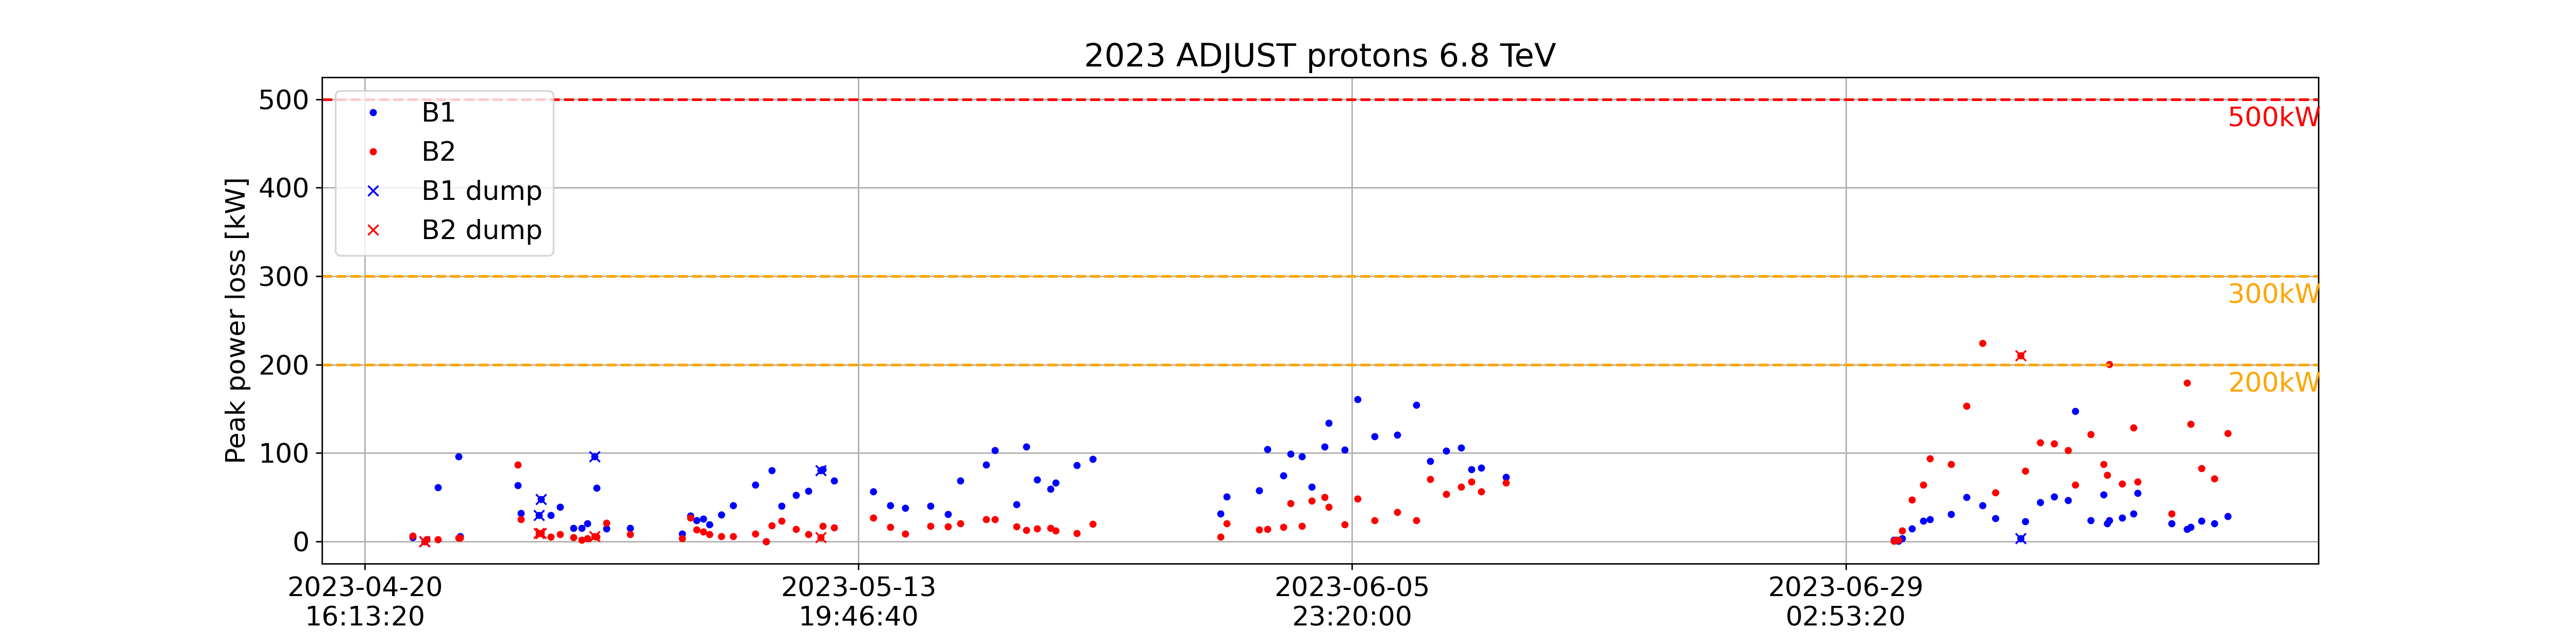 2023 ADJUST protons 6.8 TeV
Peak power loss [kW]
500
400
300
200
100
0
B1
B2
B1 dump
B2 dump
500kW
300kW
200kW
2023-04-20
16:13:20
2023-05-13
19:46:40
2023-06-05
23:20:00
2023-06-29
02:53:20